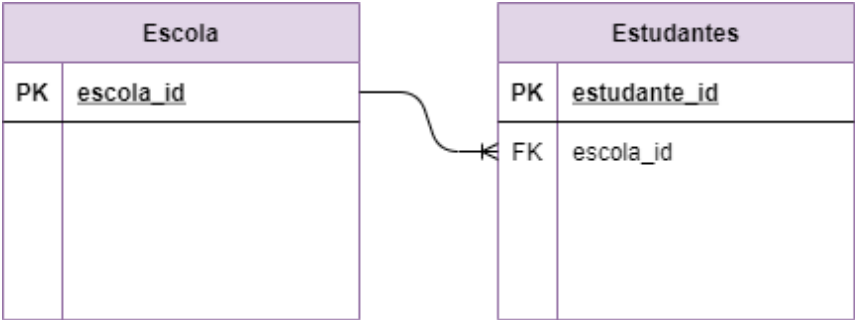 Escola
PK escola_id
Estudantes
PK estudante_id
FK escola_id